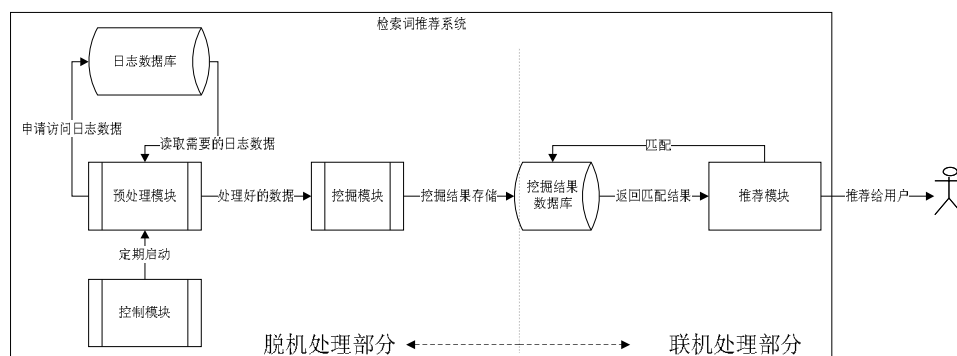 检索词推荐系统
日志数据库
申请访问日志数据
读取需要的日志数据
匹配
预处理模块
处理好的数据
挖掘模块
挖掘结果存储
挖掘结果
数据库
返回匹配结果
推荐模块
推荐给用户
定期启动
控制模块
脱机处理部分
联机处理部分